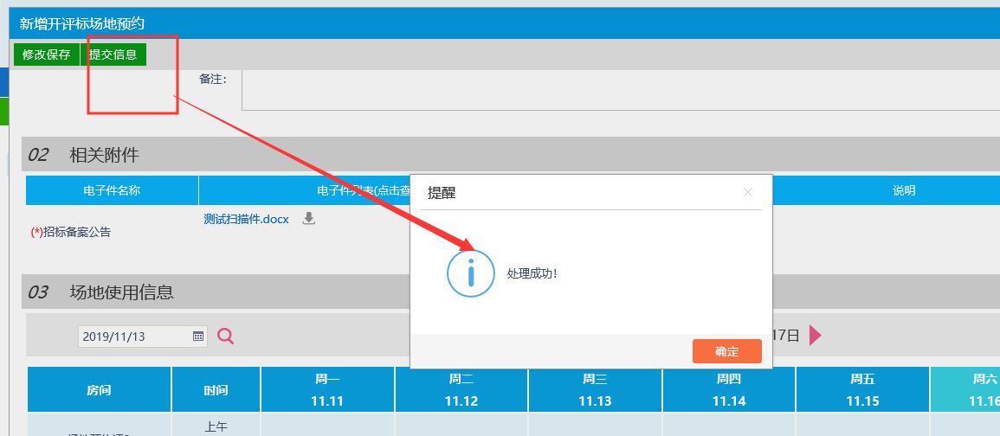 新增开评标场地预约
修改保存 提交信息
备注：
02 相关附件
电子件名称 电子件列表(点击查 说明
(*)招标备案公告 测试扫描件.docx
提醒
处理成功！
确定
03 场地使用信息
2019/11/13 17日
房间 时间 周一 周二 周三 周四 周五 周六
11.11 11.12 11.13 11.14 11.15 11.16
上午